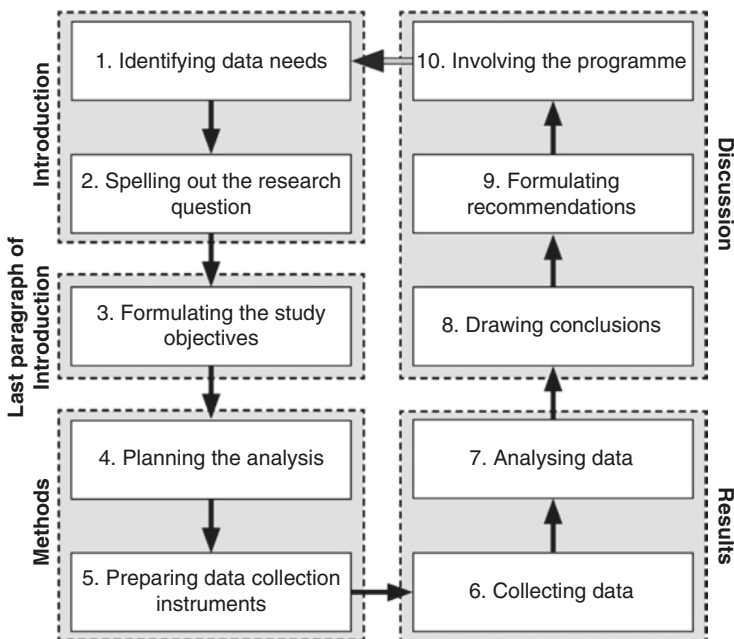 Introduction
1. Identifying data needs
2. Spelling out the research
question
Last paragraph of
Introduction
3. Formulating the study
objectives
Methods
4. Planning the analysis
5. Preparing data collection
instruments
Results
6. Collecting data
7. Analysing data
Discussion
8. Drawing conclusions
9. Formulating
recommendations
10. Involving the programme